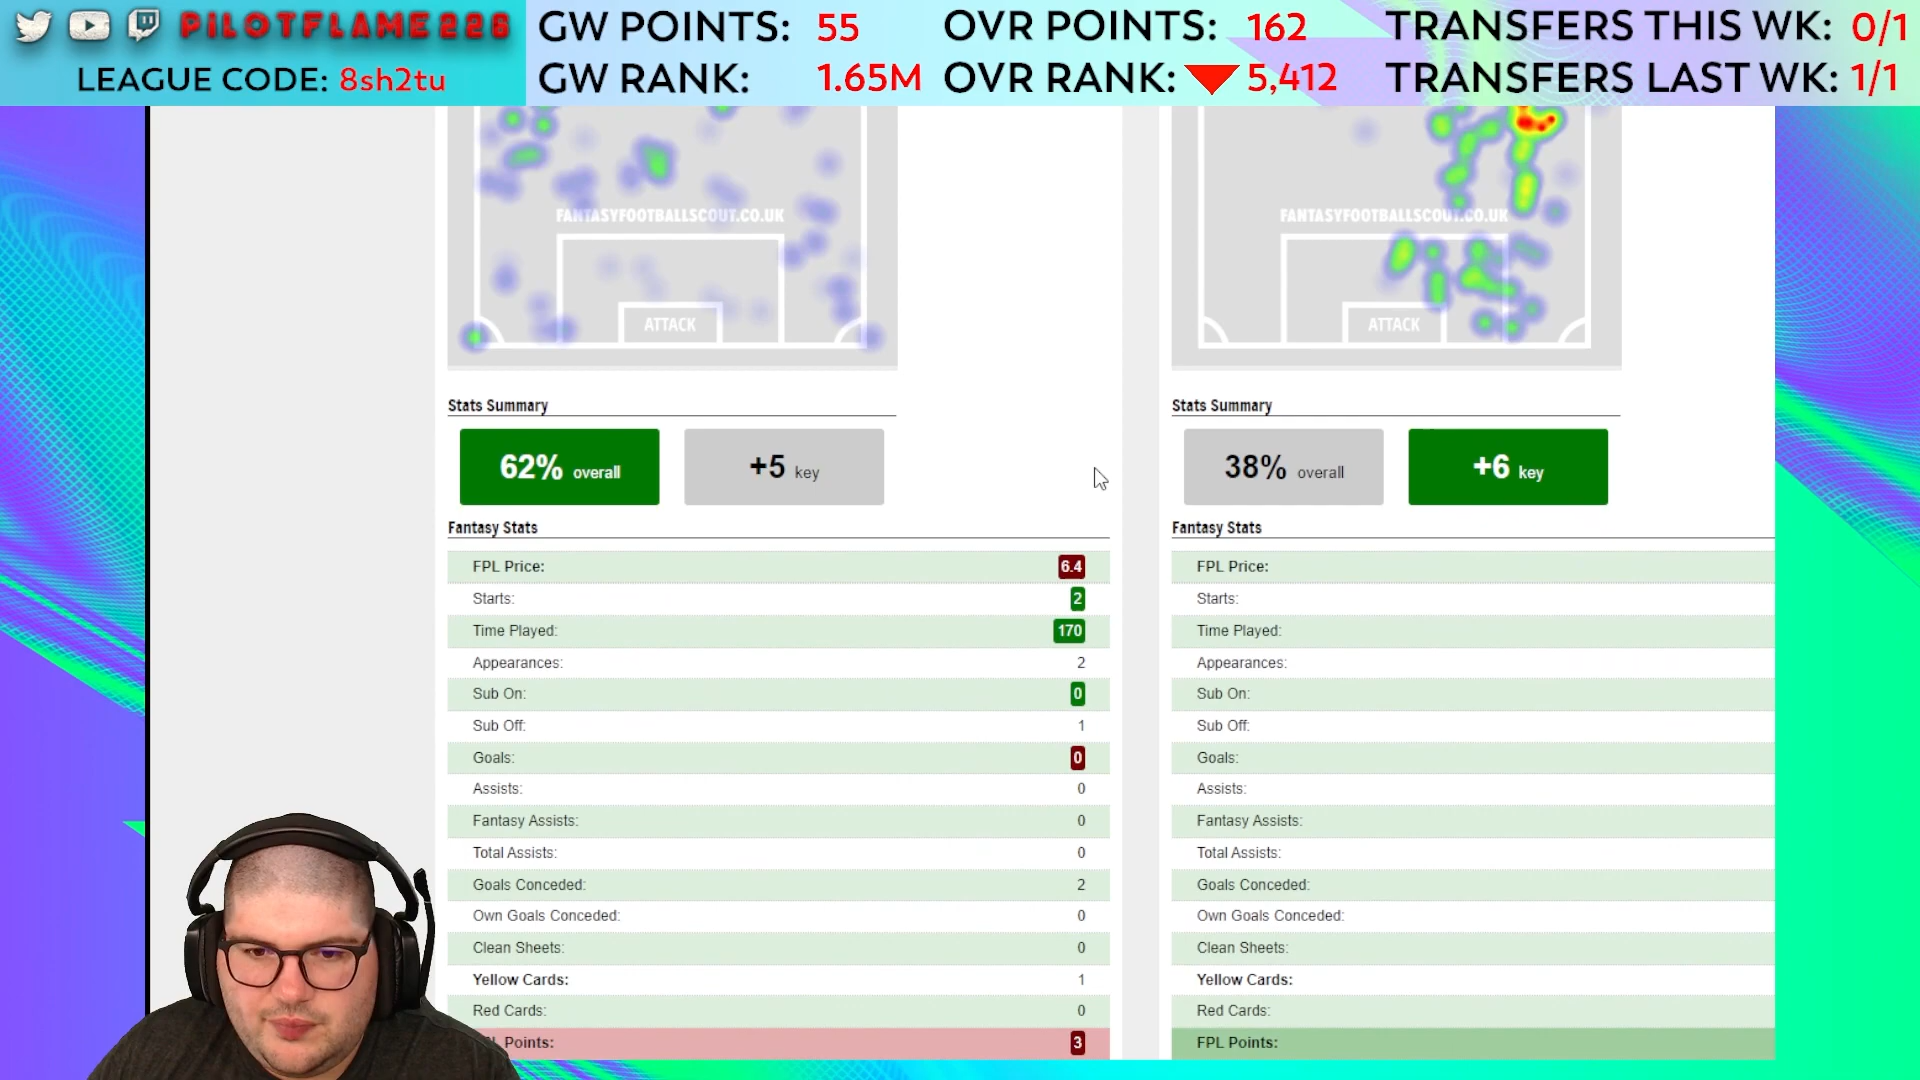 PILOTFLAME226
LEAGUE CODE: 8sh2tu
GW POINTS: 55
GW RANK: 1.65M
OVR POINTS: 162
OVR RANK: 5,412
TRANSFERS THIS WK: 0/1
TRANSFERS LAST WK: 1/1
FANTASYFOOTBALLSCOUT.CO.UK
ATTACK
Stats Summary
62% overall
+5 key
Fantasy Stats
FPL Price: 6.4
Starts: 2
Time Played: 170
Appearances: 2
Sub On: 0
Sub Off: 1
Goals: 0
Assists: 0
Fantasy Assists: 0
Total Assists: 0
Goals Conceded: 2
Own Goals Conceded: 0
Clean Sheets: 0
Yellow Cards: 1
Red Cards: 0
Points: 3
FANTASYFOOTBALLSCOUT.CO.UK
ATTACK
Stats Summary
38% overall
+6 key
Fantasy Stats
FPL Price:
Starts:
Time Played:
Appearances:
Sub On:
Sub Off:
Goals:
Assists:
Fantasy Assists:
Total Assists:
Goals Conceded:
Own Goals Conceded:
Clean Sheets:
Yellow Cards:
Red Cards:
FPL Points: